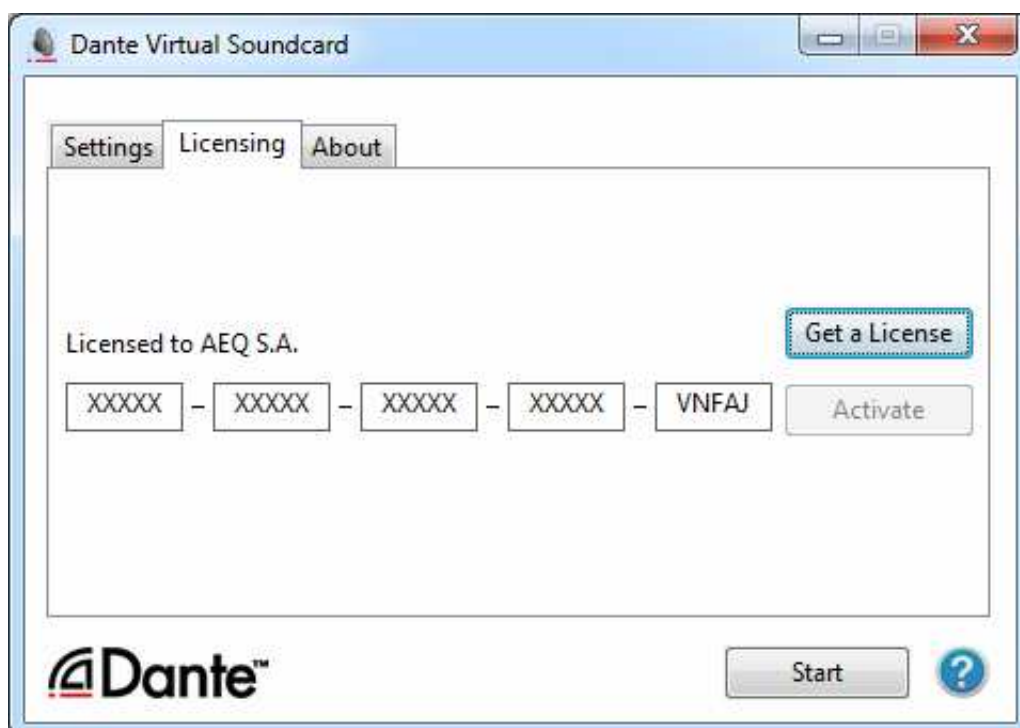 Dante Virtual Soundcard
Settings Licensing About
Get a License
Licensed to AEQ S.A.
XXXXX – XXXXX – XXXXX – XXXXX – VNFAJ Activate
Dante™ Start ?